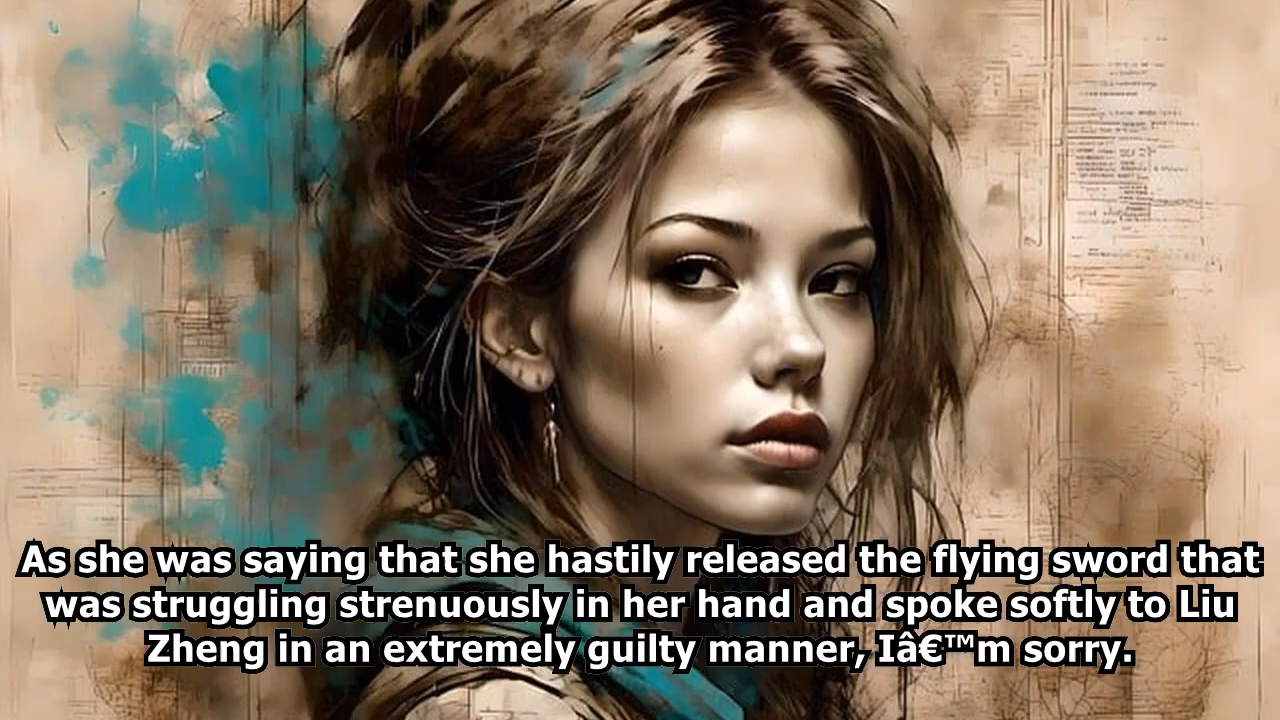 As she was saying that she hastily released the flying sword that
was struggling strenuously in her hand and spoke softly to Liu
Zheng in an extremely guilty manner, Iâ€™m sorry.